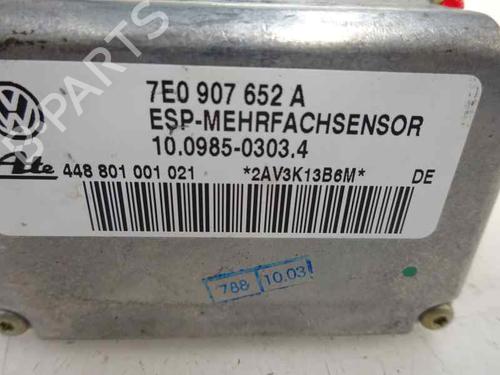 7E0 907 652 A
ESP-MEHRFACHSENSOR
10.0985-0303.4
Ate 448 801 001 021 *2AV3K13B6M* DE
788 10.03